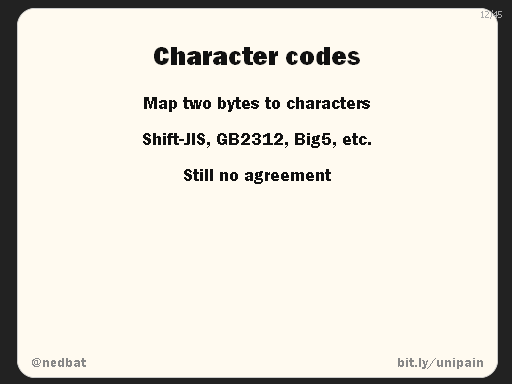 12/45
Character codes
Map two bytes to characters
Shift-JIS, GB2312, Big5, etc.
Still no agreement
@nedbat
bit.ly/unipain